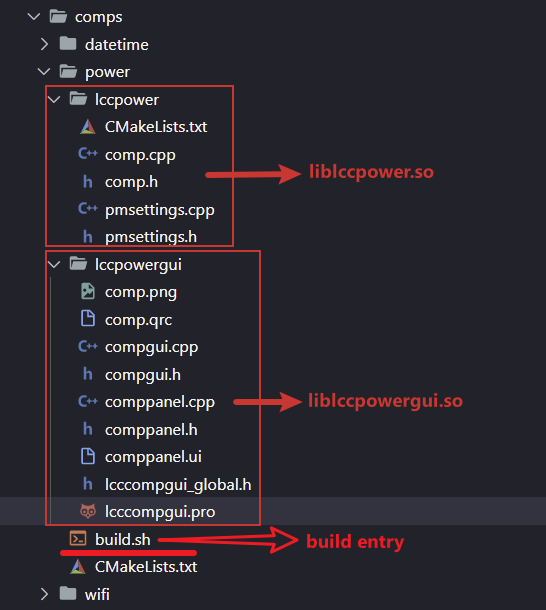 comps
datetime
power
lccpower
CMakeLists.txt
C++ comp.cpp
h comp.h
liblccpower.so
C++ pmsettings.cpp
h pmsettings.h
lccpowergui
comp.png
comp.qrc
C++ compgui.cpp
h compgui.h
C++ comppanel.cpp
liblccpowergui.so
h comppanel.h
comppanel.ui
h lcccompgui_global.h
lcccompgui.pro
build.sh
build entry
CMakeLists.txt
wifi